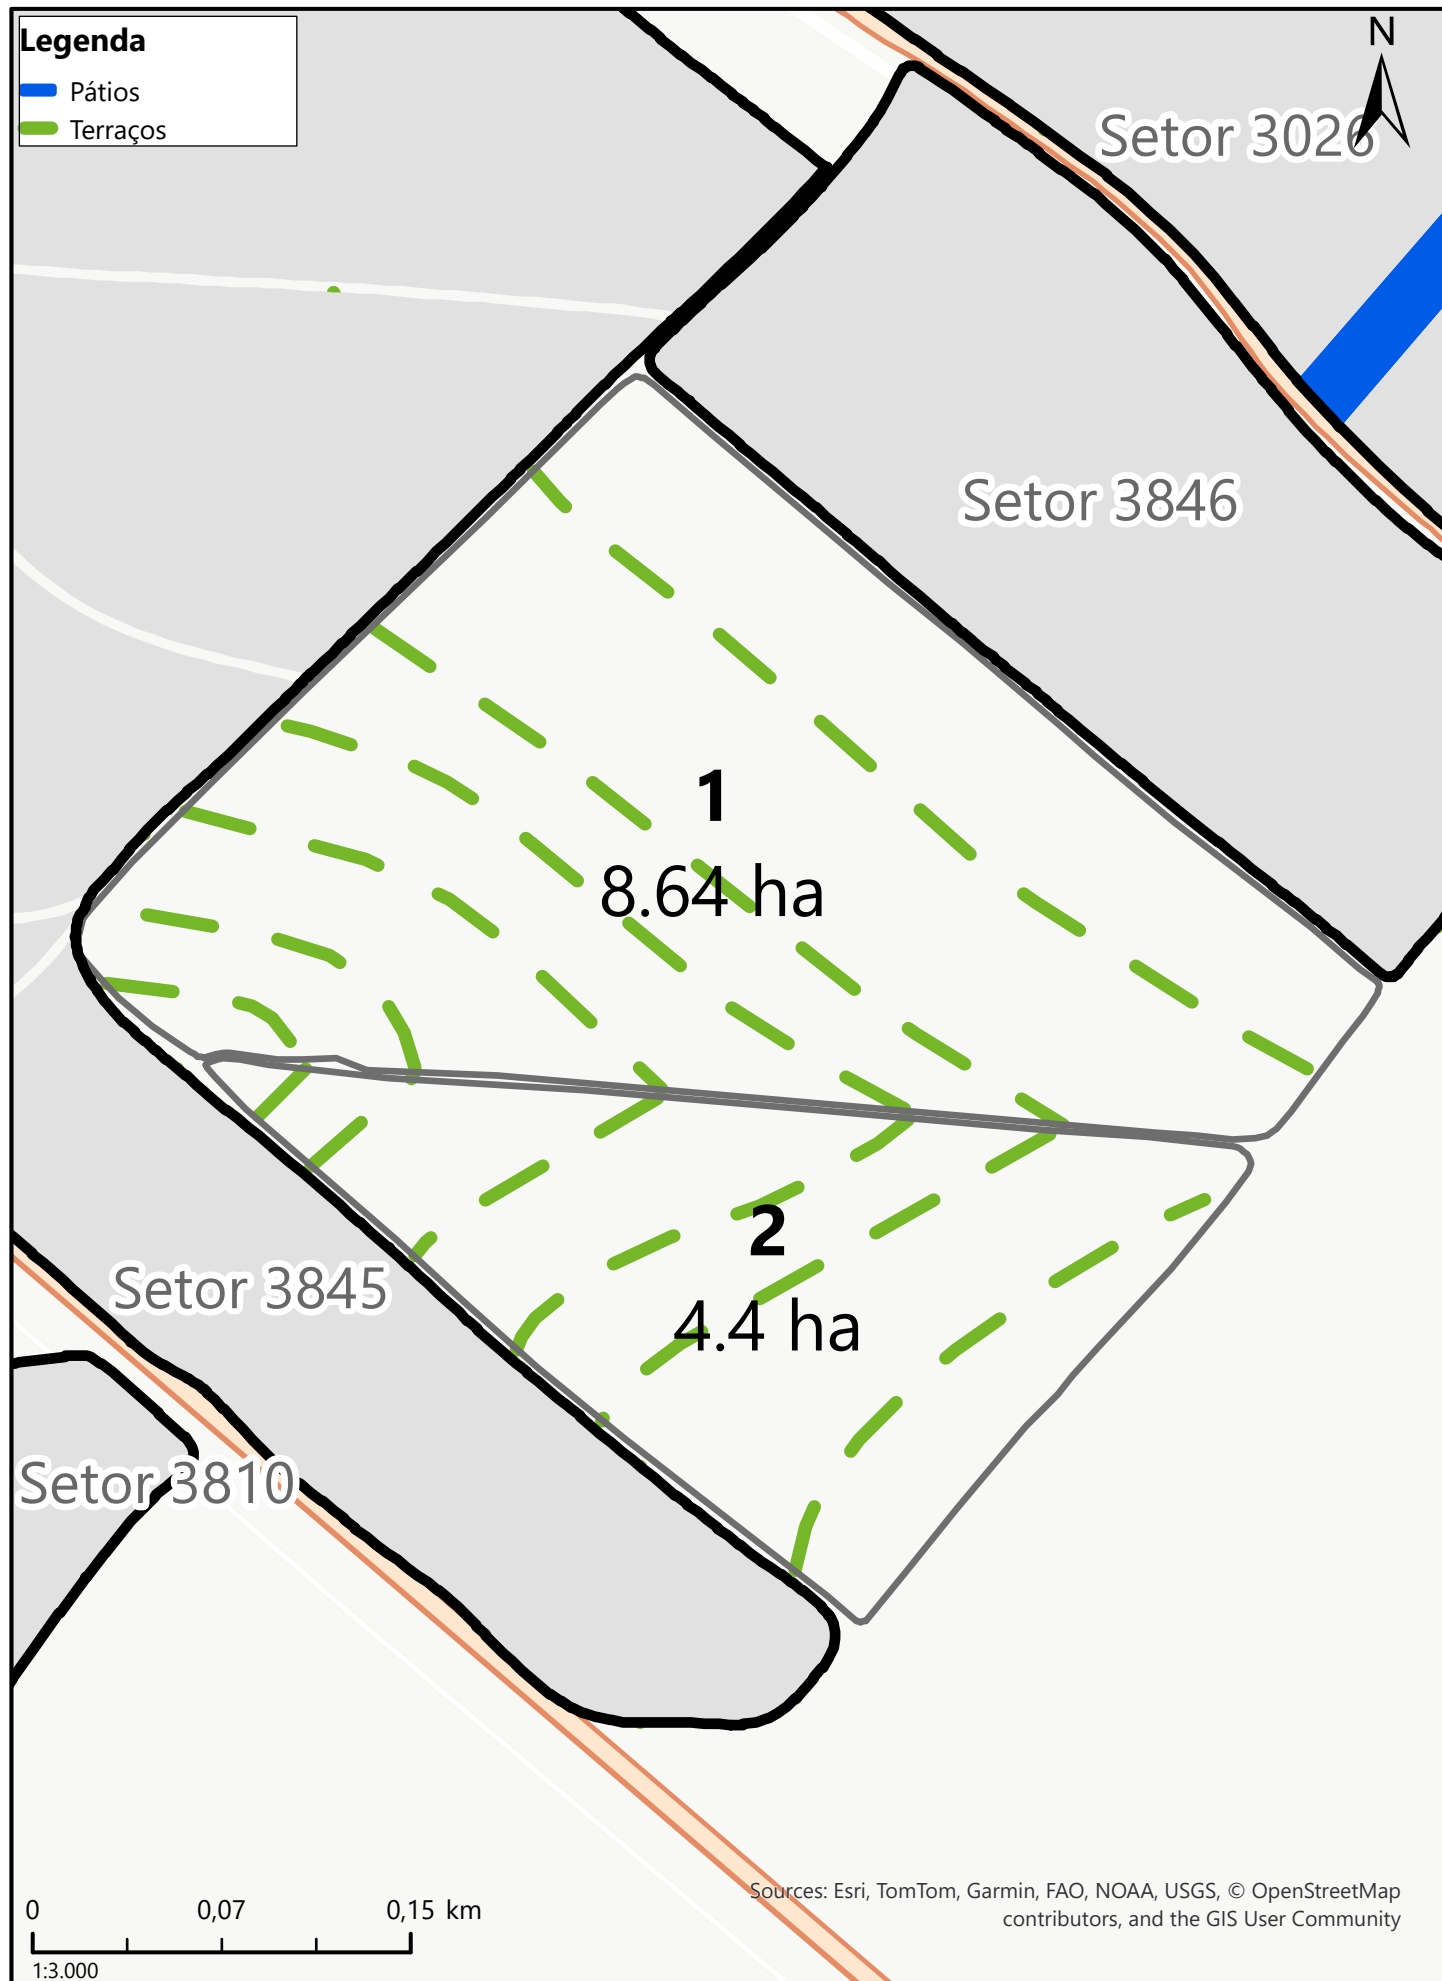 Legenda
Pátios
Terraços
N
Setor 3026
Setor 3846
1
8.64 ha
2
4.4 ha
Setor 3845
Setor 3810
0 0,07 0,15 km
1:3.000
Sources: Esri, TomTom, Garmin, FAO, NOAA, USGS, © OpenStreetMap
contributors, and the GIS User Community